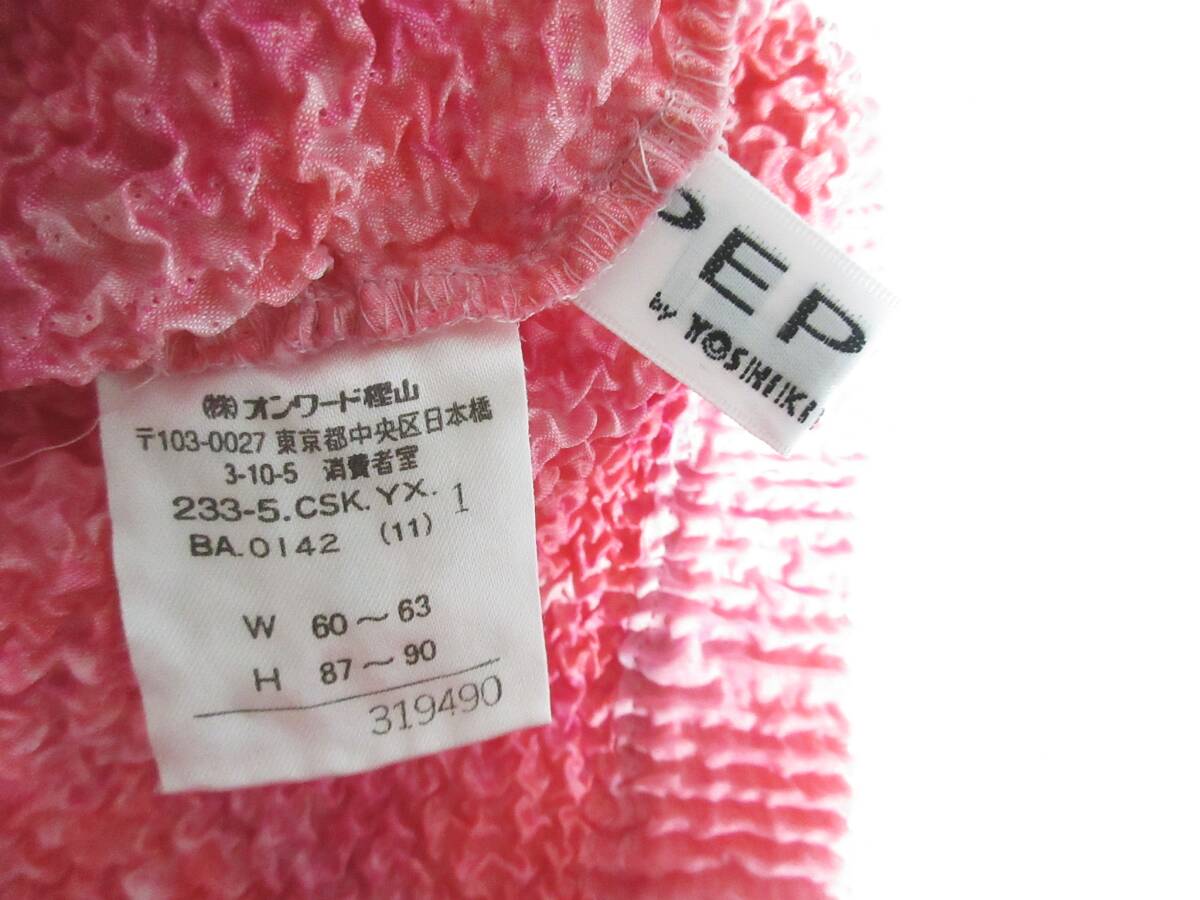 PEP
by YOSHIKI
(株)オンワード樫山
〒103-0027 東京都中央区日本橋
3-10-5 消費者室
233-5.CSK.YX. 1
BA.0142 (11)
W 60~63
H 87~90
319490